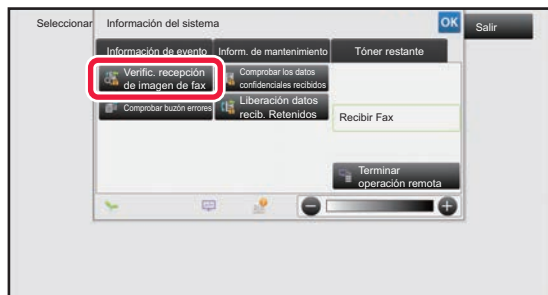 Seleccionar
Información del sistema
OK
Salir
Información de evento
Inform. de mantenimiento
Tóner restante
Verific. recepción
de imagen de fax
Comprobar los datos
confidenciales recibidos
Comprobar buzón errores
Liberación datos
recib. Retenidos
Recibir Fax
Terminar
operación remota